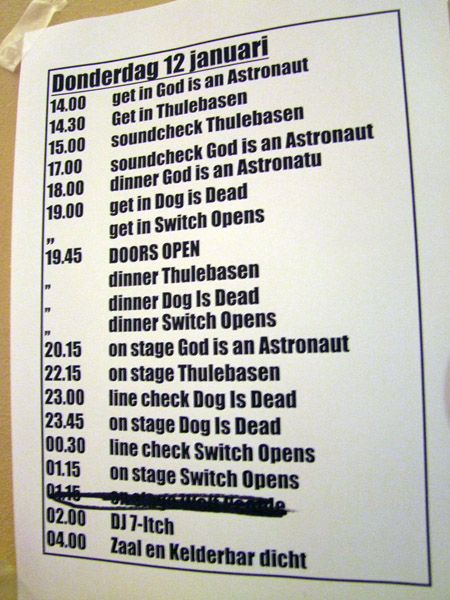 Donderdag 12 januari
14.00 get in God is an Astronaut
14.30 Get in Thulebasen
15.00 soundcheck Thulebasen
17.00 soundcheck God is an Astronaut
18.00 dinner God is an Astronatu
19.00 get in Dog is Dead
„ get in Switch Opens
19.45 DOORS OPEN
„ dinner Thulebasen
„ dinner Dog Is Dead
„ dinner Switch Opens
20.15 on stage God is an Astronaut
22.15 on stage Thulebasen
23.00 line check Dog Is Dead
23.45 on stage Dog Is Dead
00.30 line check Switch Opens
01.15 on stage Switch Opens
01.15 on stage
02.00 DJ 7-Itch
04.00 Zaal en Kelderbar dicht